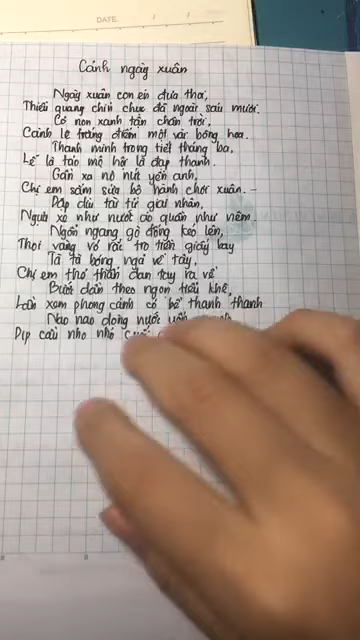 DATE / /
Cảnh ngày xuân
Ngày xuân con én đưa thoi,
Thiều quang chín chục đã ngoài sáu mươi.
Cỏ non xanh tận chân trời,
Cành lê trắng điểm một vài bông hoa.
Thanh minh trong tiết tháng ba,
Lễ là tảo mộ hội là đạp thanh.
Gần xa nô nức yến anh,
Chị em sắm sửa bộ hành chơi xuân.
Dập dìu tài tử giai nhân,
Ngựa xe như nước áo quần như nêm.
Ngổn ngang gò đống kéo lên,
Thoi vàng vó rắc tro tiền giấy bay
Tà tà bóng ngả về tây,
Chị em thơ thẩn dan tay ra về
Bước dần theo ngọn tiểu khê,
Lần xem phong cảnh có bề thanh thanh
Nao nao dòng nước uốn
Dịp cầu nho nhỏ